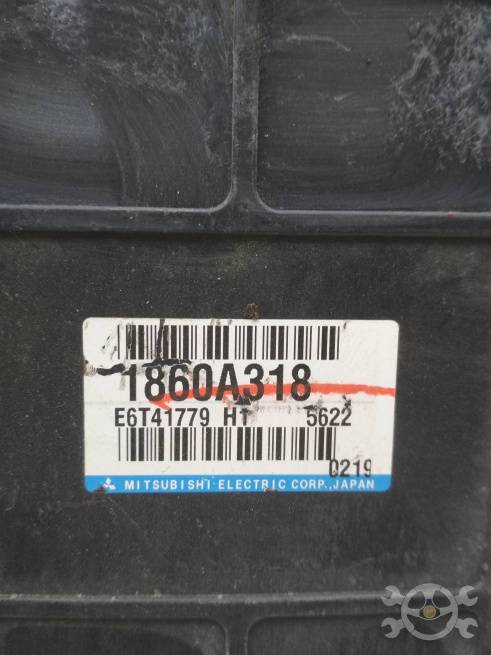 1860A318
E6T41779 H1 5622
0219
MITSUBISHI ELECTRIC CORP.,JAPAN